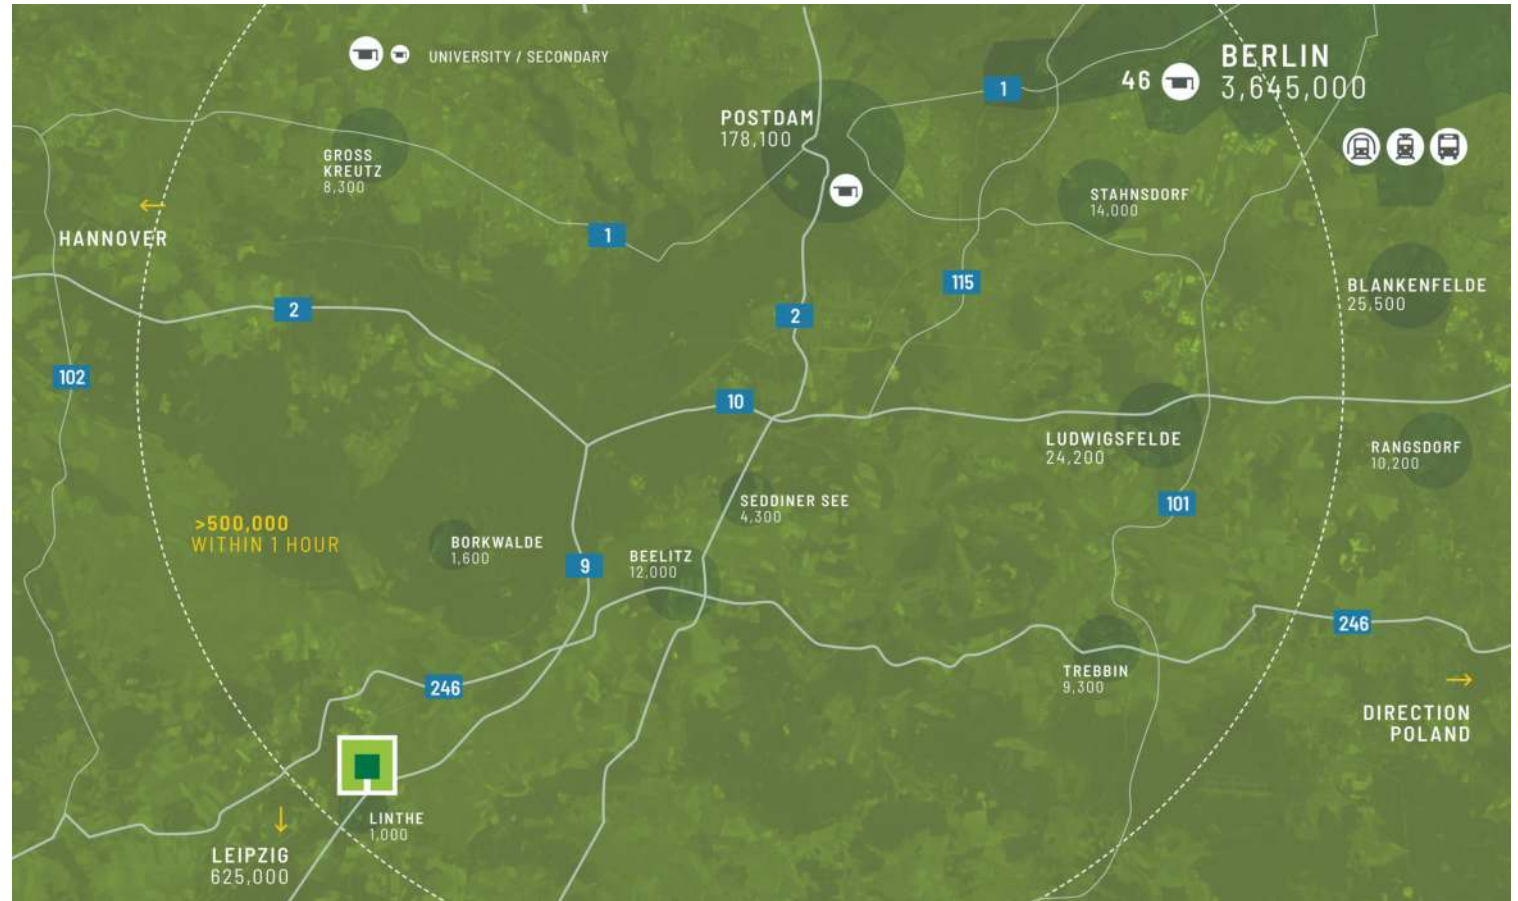 UNIVERSITY / SECONDARY
BERLIN
46
3,645,000
1
POSTDAM
178,100
GROSS
KREUTZ
8,300
STAHNSDORF
14,000
HANNOVER
1
115
BLANKENFELDE
25,500
2
2
102
10
LUDWIGSFELDE
24,200
RANGSDORF
10,200
SEDDINER SEE
4,300
101
>500,000
WITHIN 1 HOUR
BORKWALDE
1,600
BEELITZ
12,000
9
246
TREBBIN
9,300
246
DIRECTION
POLAND
LINTHE
1,000
LEIPZIG
625,000